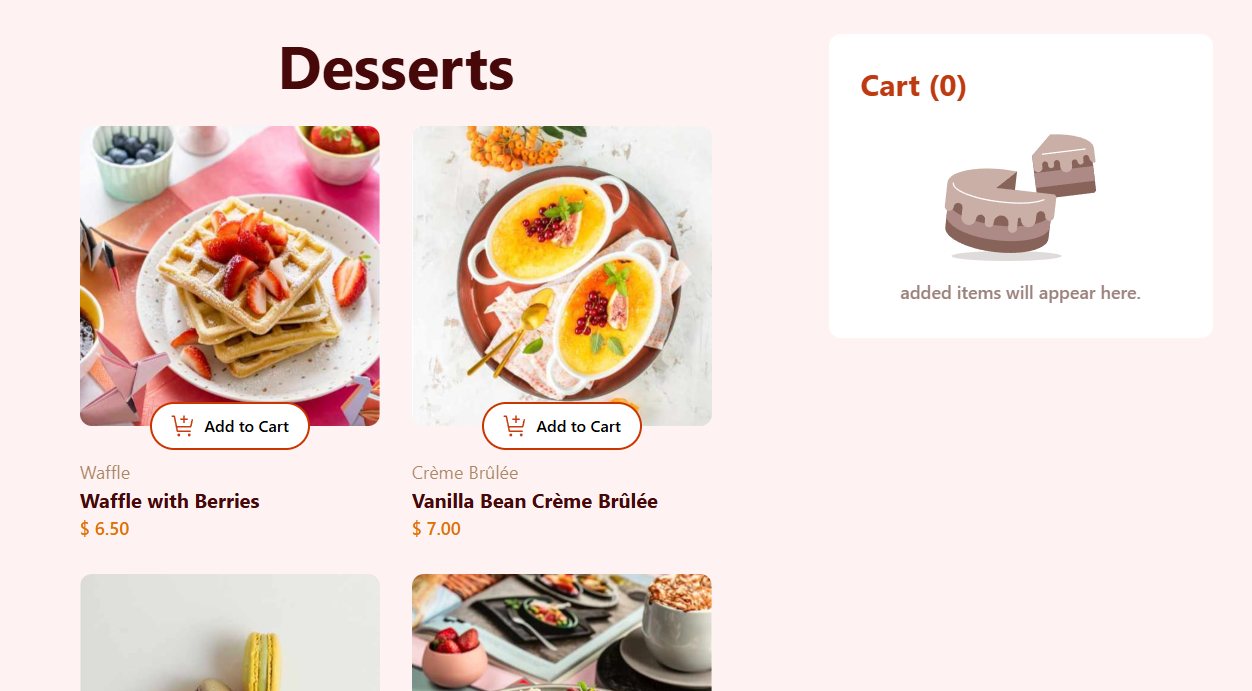 Desserts
Add to Cart
Waffle
Waffle with Berries
$ 6.50
Add to Cart
Crème Brûlée
Vanilla Bean Crème Brûlée
$ 7.00
Cart (0)
added items will appear here.